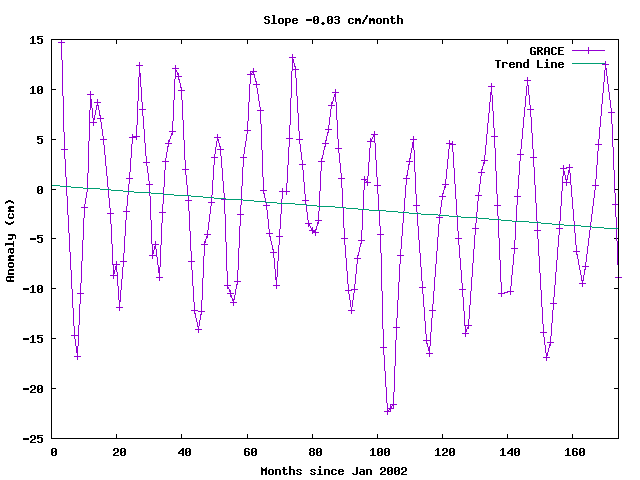 Slope -0.03 cm/month
GRACE
Trend Line
15
10
5
0
-5
-10
-15
-20
-25
Anomaly (cm)
0 20 40 60 80 100 120 140 160
Months since Jan 2002